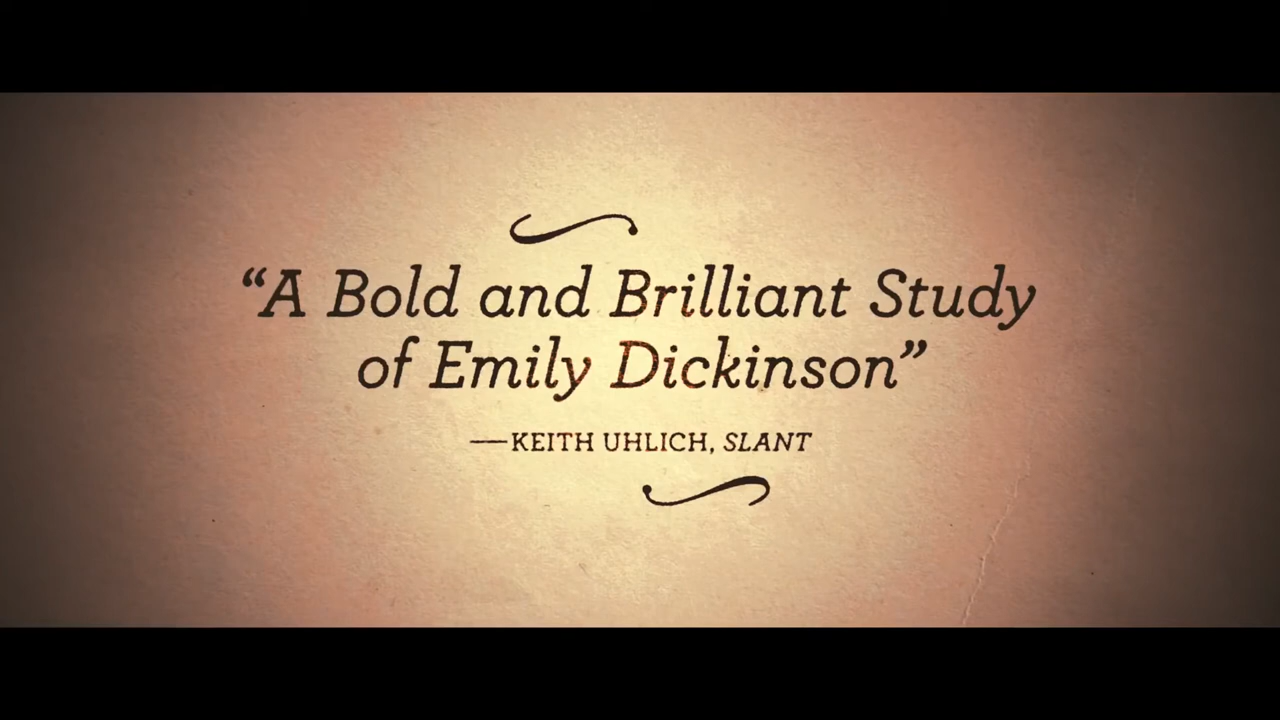 “A Bold and Brilliant Study
of Emily Dickinson”
—KEITH UHLICH, SLANT